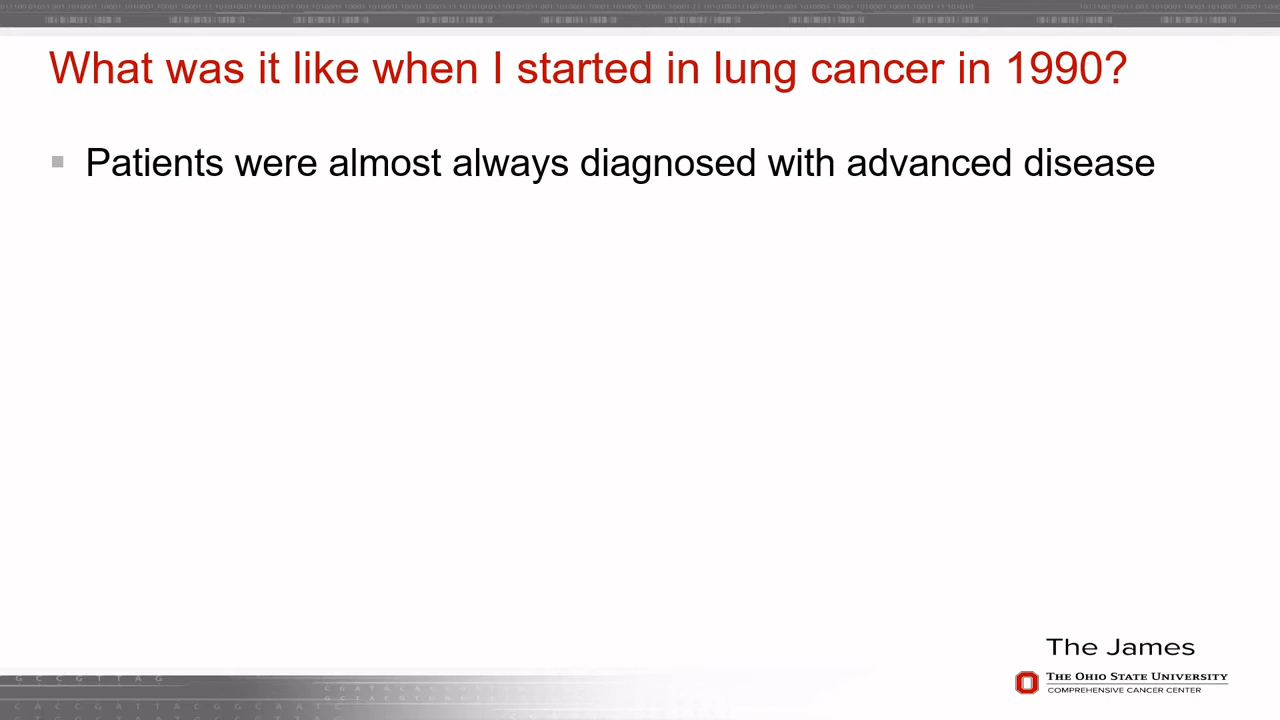 What was it like when I started in lung cancer in 1990?
Patients were almost always diagnosed with advanced disease
The James
THE OHIO STATE UNIVERSITY
COMPREHENSIVE CANCER CENTER
GCCGTTAG